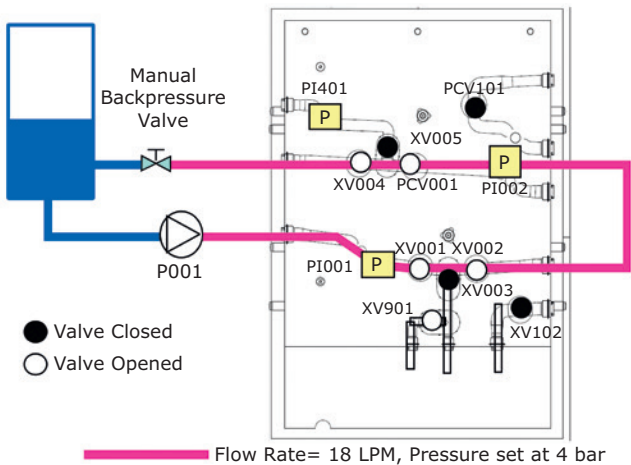 Manual
Backpressure
Valve
PI401
P
PCV101
XV005
XV004
PCV001
P
PI002
P001
PI001
P
XV001
XV002
XV003
XV901
XV102
Valve Closed
Valve Opened
Flow Rate= 18 LPM, Pressure set at 4 bar